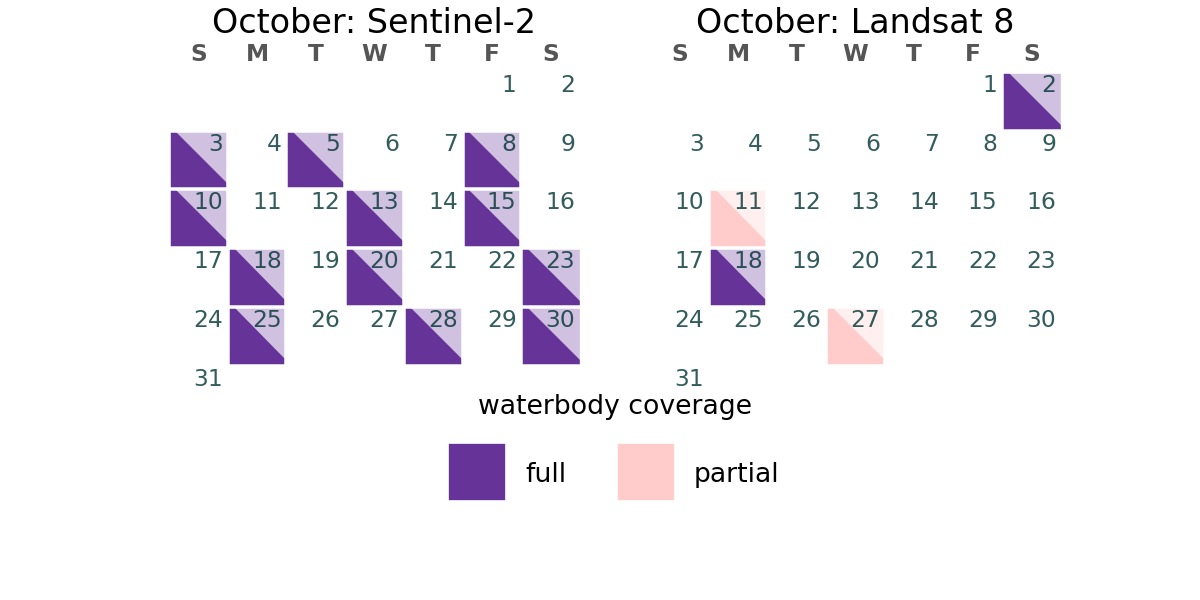 October: Sentinel-2
S M T W T F S
1 2
3 4 5 6 7 8 9
10 11 12 13 14 15 16
17 18 19 20 21 22 23
24 25 26 27 28 29 30
31
October: Landsat 8
S M T W T F S
1 2
3 4 5 6 7 8 9
10 11 12 13 14 15 16
17 18 19 20 21 22 23
24 25 26 27 28 29 30
31
waterbody coverage
full partial